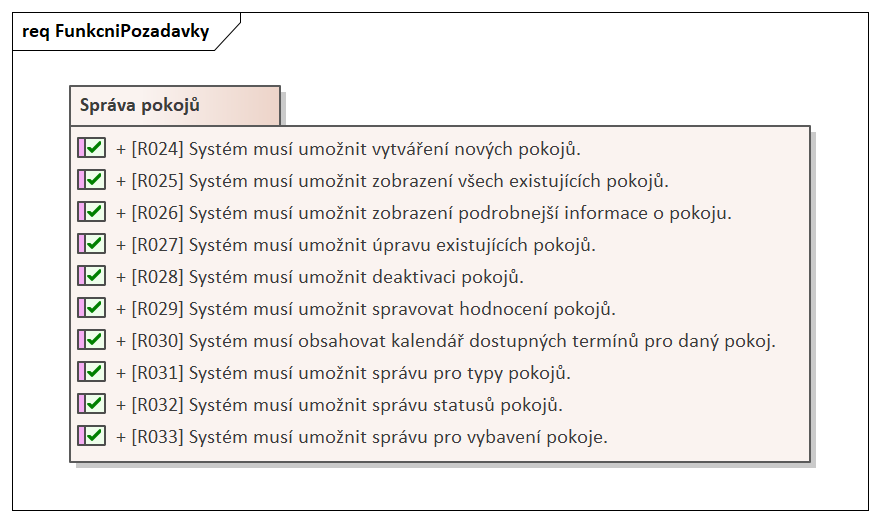 req FunkcniPozadavky
Správa pokojů
+ [R024] Systém musí umožnit vytváření nových pokojů.
+ [R025] Systém musí umožnit zobrazení všech existujících pokojů.
+ [R026] Systém musí umožnit zobrazení podrobnejší informace o pokoju.
+ [R027] Systém musí umožnit úpravu existujících pokojů.
+ [R028] Systém musí umožnit deaktivaci pokojů.
+ [R029] Systém musí umožnit spravovat hodnocení pokojů.
+ [R030] Systém musí obsahovat kalendář dostupných termínů pro daný pokoj.
+ [R031] Systém musí umožnit správu pro typy pokojů.
+ [R032] Systém musí umožnit správu statusů pokojů.
+ [R033] Systém musí umožnit správu pro vybavení pokoje.